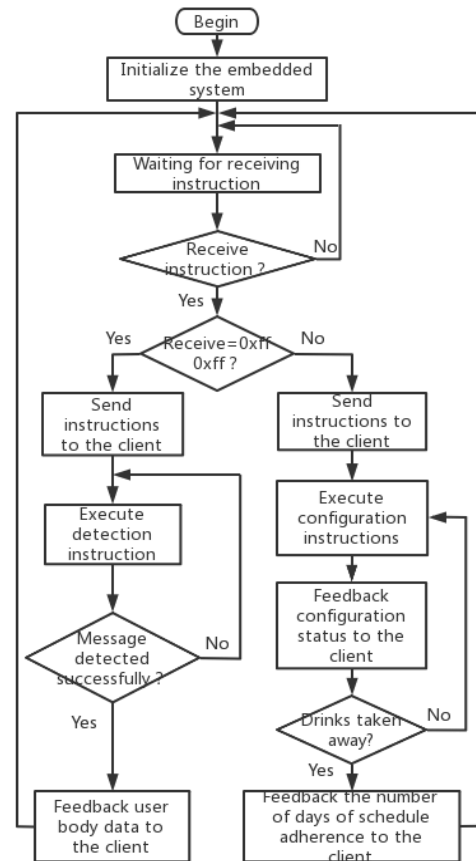 Begin
Initialize the embedded
system
Waiting for receiving
instruction
Receive
instruction ?
No
Yes
Receive=0xff
0xff ?
Yes
No
Send
instructions
to the client
Send
instructions to
the client
Execute
detection
instruction
Execute
configuration
instructions
Feedback
configuration
status to the
client
Message
detected
successfully ?
No
Yes
Drinks taken
away?
No
Yes
Feedback user
body data to
the client
Feedback the number
of days of schedule
adherence to the
client